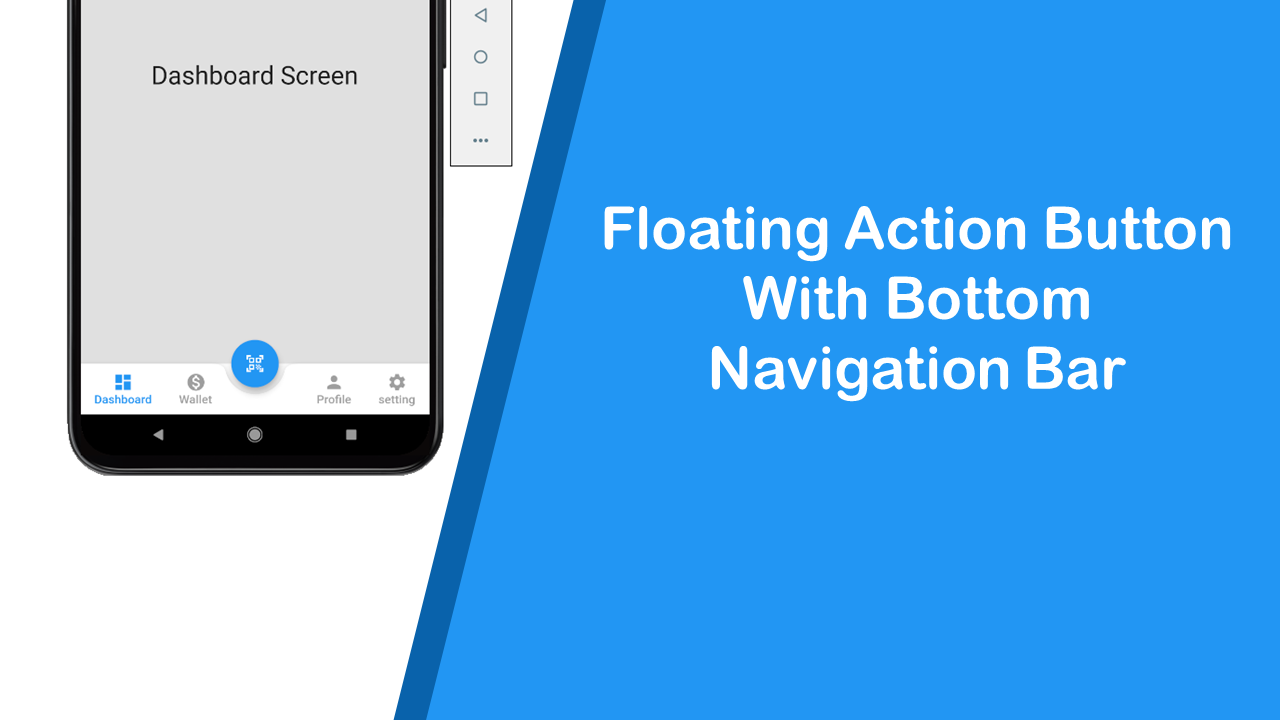 Dashboard Screen
Dashboard Wallet Profile setting
Floating Action Button
With Bottom
Navigation Bar